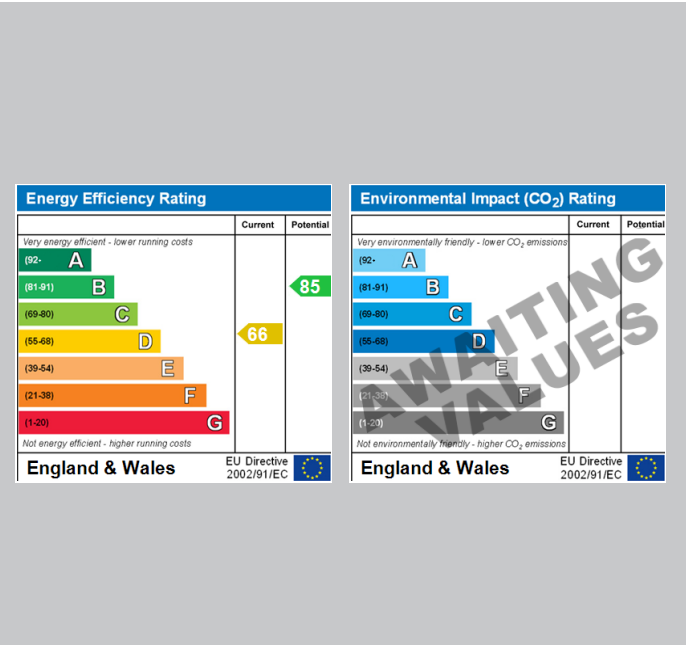 Energy Efficiency Rating
Current Potential
Very energy efficient - lower running costs
(92- A
(81-91) B
85
(69-80) C
(55-68) D
66
(39-54) E
(21-38) F
(1-20) G
Not energy efficient - higher running costs
England & Wales
EU Directive
2002/91/EC
Environmental Impact (CO₂) Rating
Current Potential
Very environmentally friendly - lower CO₂ emissions
(92- A
(81-91) B
(69-80) C
(55-68) D
(39-54) E
(21-38) F
(1-20) G
AWAITING
VALUES
Not environmentally friendly - higher CO₂ emissions
England & Wales
EU Directive
2002/91/EC